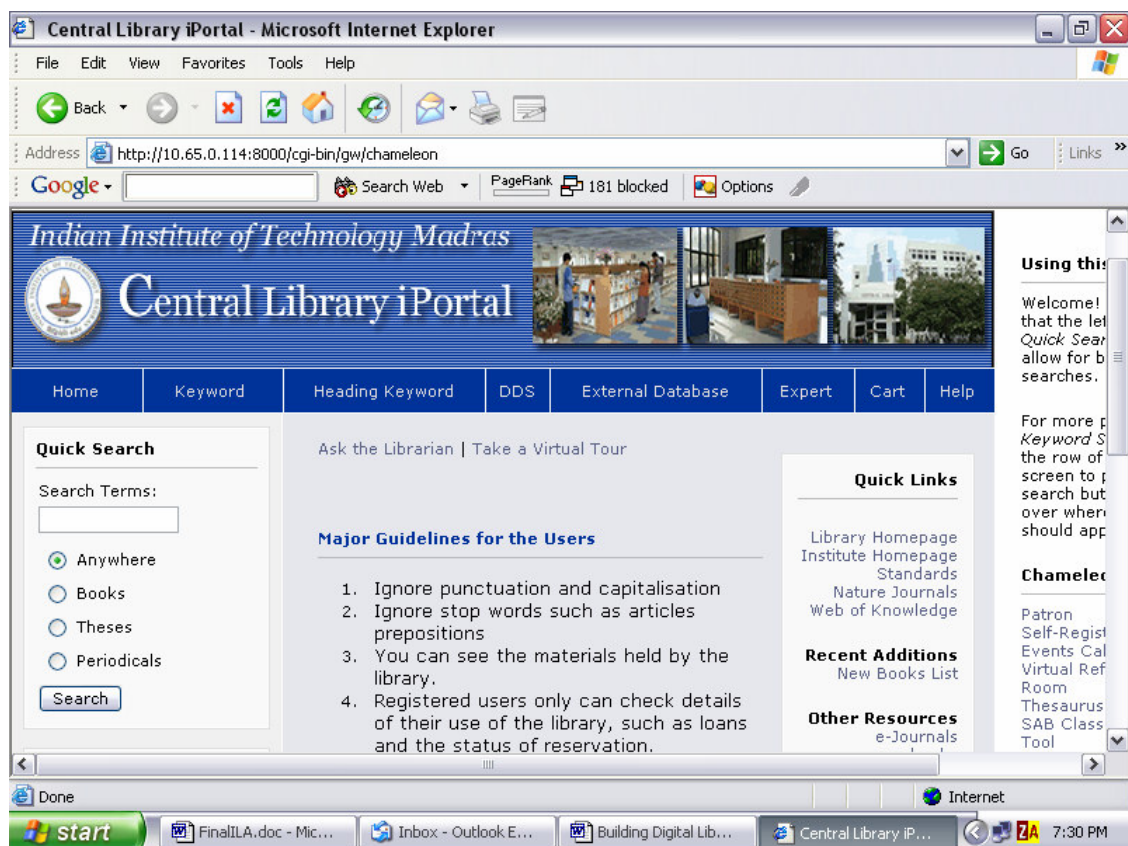 Central Library iPortal - Microsoft Internet Explorer
File Edit View Favorites Tools Help
Back
Address http://10.65.0.114:8000/cgi-bin/gw/chameleon Go Links »
Google Search Web PageRank 181 blocked Options
Indian Institute of Technology Madras
Central Library iPortal
Home Keyword Heading Keyword DDS External Database Expert Cart Help
Quick Search
Search Terms:
Anywhere
Books
Theses
Periodicals
Search
Ask the Librarian | Take a Virtual Tour
Major Guidelines for the Users
1. Ignore punctuation and capitalisation
2. Ignore stop words such as articles
prepositions
3. You can see the materials held by the
library.
4. Registered users only can check details
of their use of the library, such as loans
and the status of reservation.
Quick Links
Library Homepage
Institute Homepage
Standards
Nature Journals
Web of Knowledge
Recent Additions
New Books List
Other Resources
e-Journals
Using this
Welcome!
that the lef
Quick Sear
allow for b
searches.
For more p
Keyword S
the row of
screen to p
search but
over where
should app
Chameleo
Patron
Self-Regist
Events Cal
Virtual Ref
Room
Thesaurus
SAB Class
Tool
Done Internet
start FinalILA.doc - Mic... Inbox - Outlook E... Building Digital Lib... Central Library iP... ZA 7:30 PM